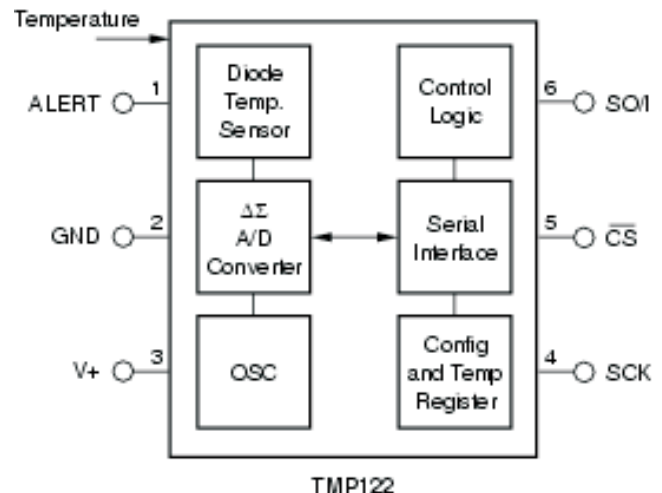 Temperature
1
ALERT
Diode
Temp.
Sensor
Control
Logic
6
SO/I
2
GND
ΔΣ
A/D
Converter
Serial
Interface
5
C̅S̅
3
V+
OSC
Config
and Temp
Register
4
SCK
TMP122